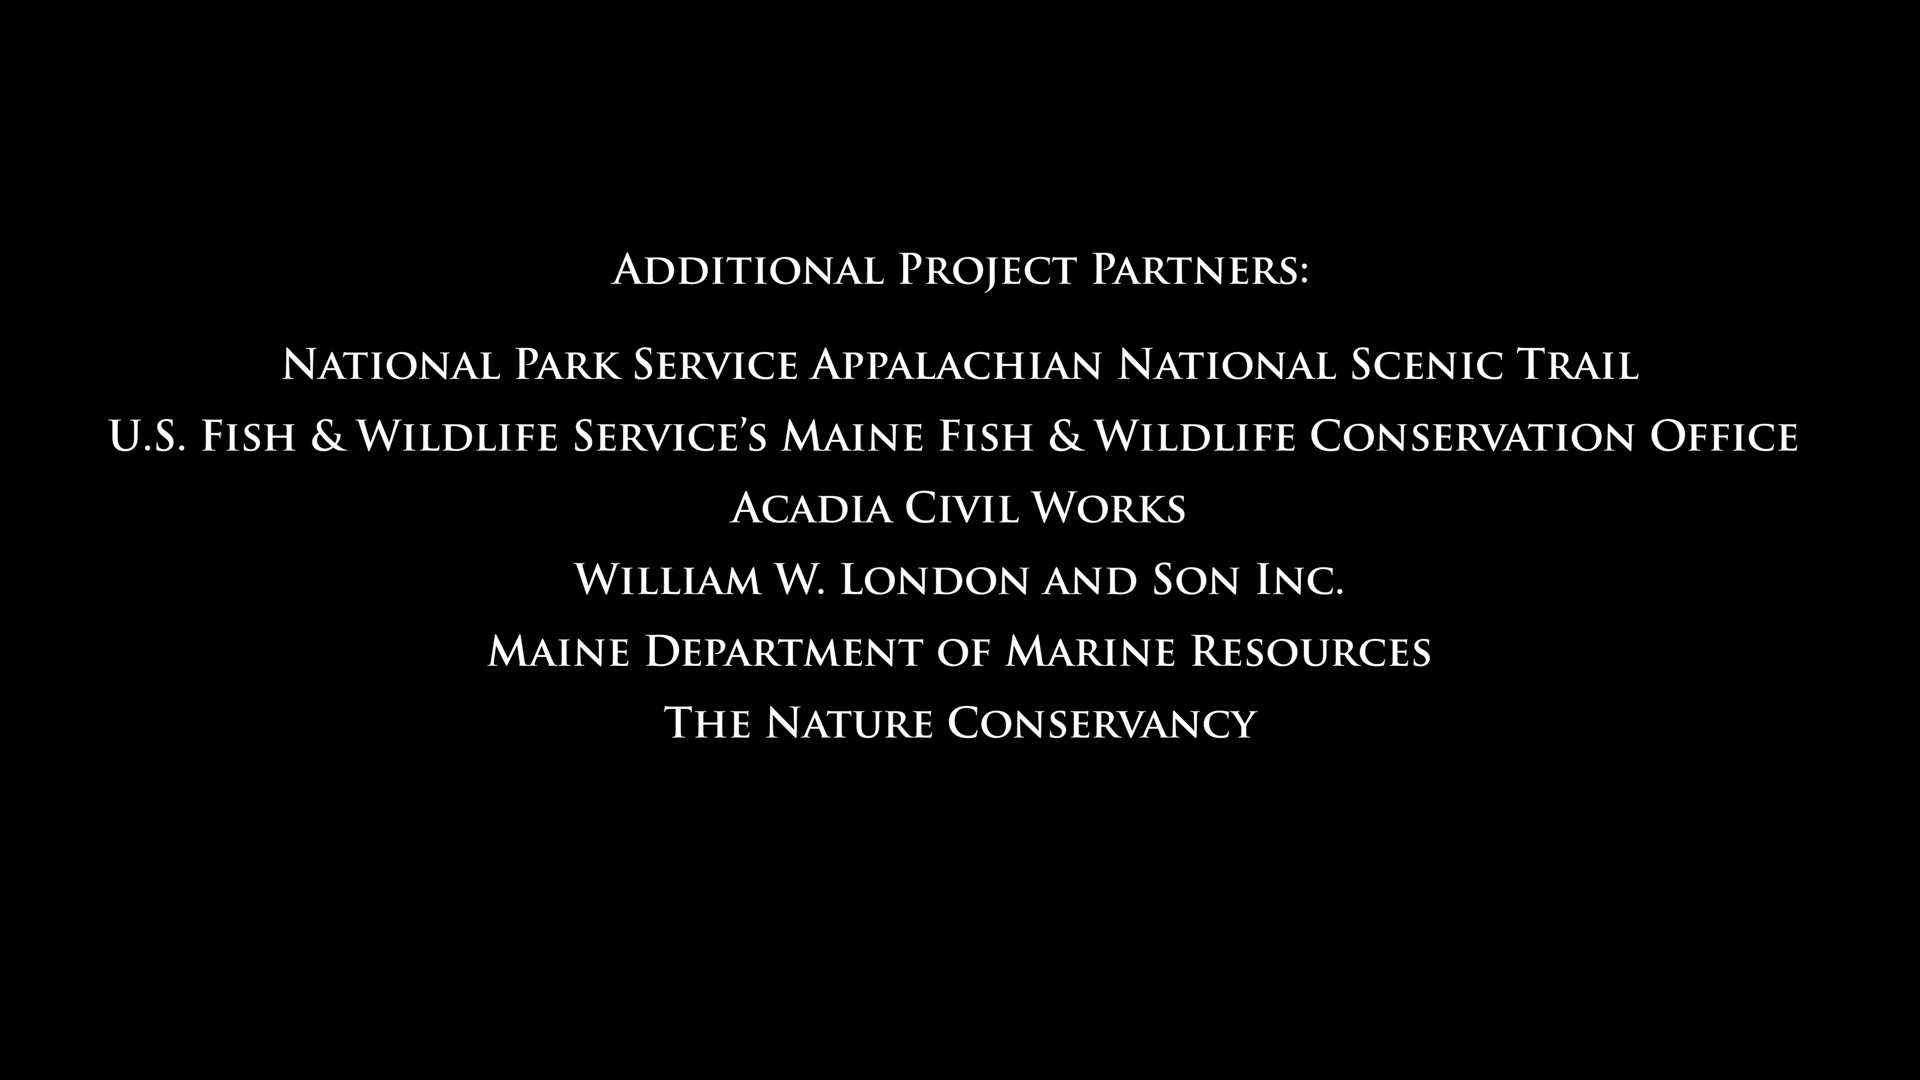 Additional Project Partners:
National Park Service Appalachian National Scenic Trail
U.S. Fish & Wildlife Service’s Maine Fish & Wildlife Conservation Office
Acadia Civil Works
William W. London and Son Inc.
Maine Department of Marine Resources
The Nature Conservancy